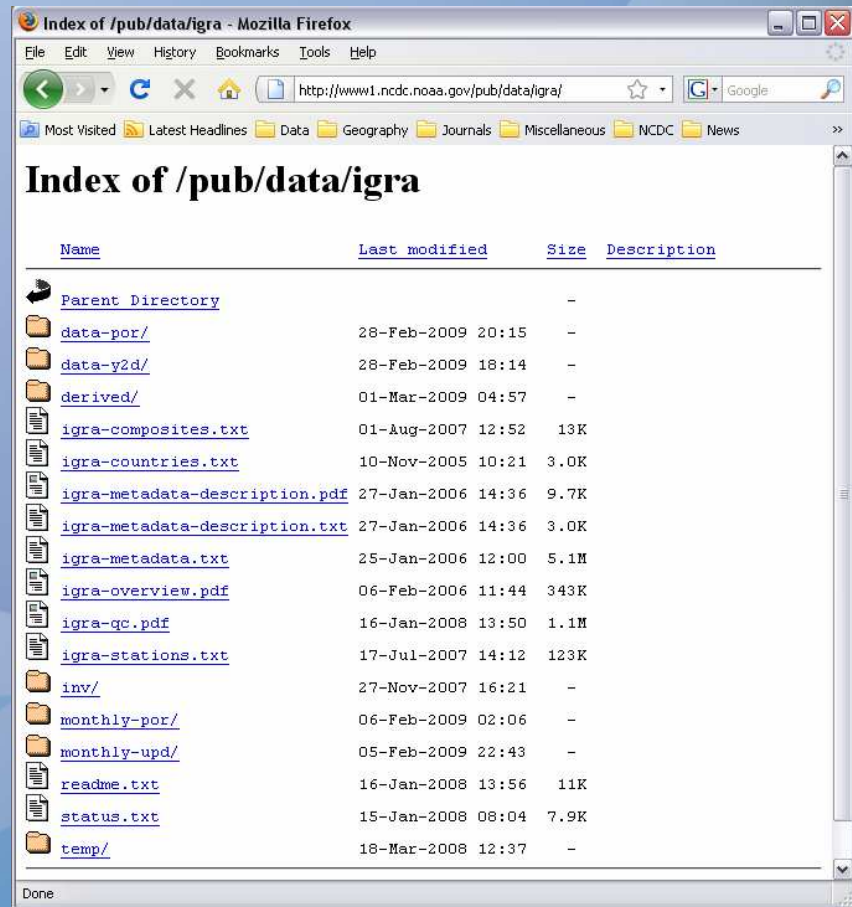 Index of /pub/data/igra - Mozilla Firefox
File Edit View History Bookmarks Tools Help
http://www1.ncdc.noaa.gov/pub/data/igra/ G Google
Most Visited Latest Headlines Data Geography Journals Miscellaneous NCDC News »
Index of /pub/data/igra
Name Last modified Size Description
Parent Directory -
data-por/ 28-Feb-2009 20:15 -
data-y2d/ 28-Feb-2009 18:14 -
derived/ 01-Mar-2009 04:57 -
igra-composites.txt 01-Aug-2007 12:52 13K
igra-countries.txt 10-Nov-2005 10:21 3.0K
igra-metadata-description.pdf 27-Jan-2006 14:36 9.7K
igra-metadata-description.txt 27-Jan-2006 14:36 3.0K
igra-metadata.txt 25-Jan-2006 12:00 5.1M
igra-overview.pdf 06-Feb-2006 11:44 343K
igra-qc.pdf 16-Jan-2008 13:50 1.1M
igra-stations.txt 17-Jul-2007 14:12 123K
inv/ 27-Nov-2007 16:21 -
monthly-por/ 06-Feb-2009 02:06 -
monthly-upd/ 05-Feb-2009 22:43 -
readme.txt 16-Jan-2008 13:56 11K
status.txt 15-Jan-2008 08:04 7.9K
temp/ 18-Mar-2008 12:37 -
Done